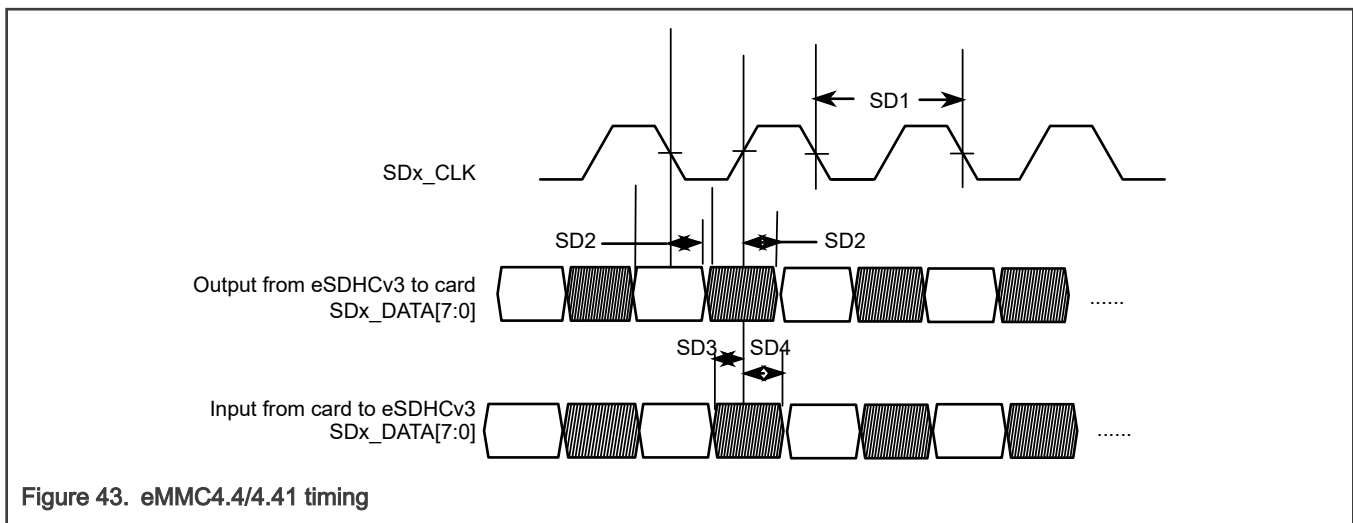 SD1
SDx_CLK
SD2
SD2
Output from eSDHCv3 to card
SDx_DATA[7:0]
......
SD3 SD4
Input from card to eSDHCv3
SDx_DATA[7:0]
......
Figure 43. eMMC4.4/4.41 timing